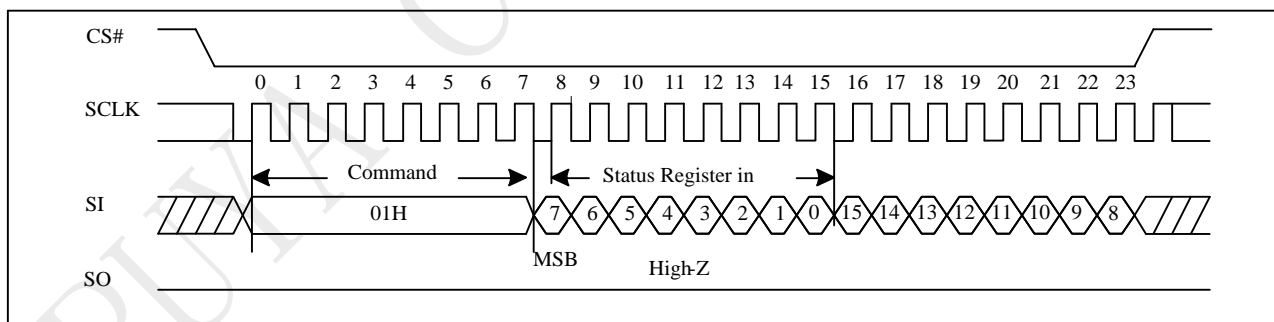 CS#
0 1 2 3 4 5 6 7 8 9 10 11 12 13 14 15 16 17 18 19 20 21 22 23
SCLK
Command Status Register in
SI 01H 7 6 5 4 3 2 1 0 15 14 13 12 11 10 9 8
MSB High-Z
SO
PUYA